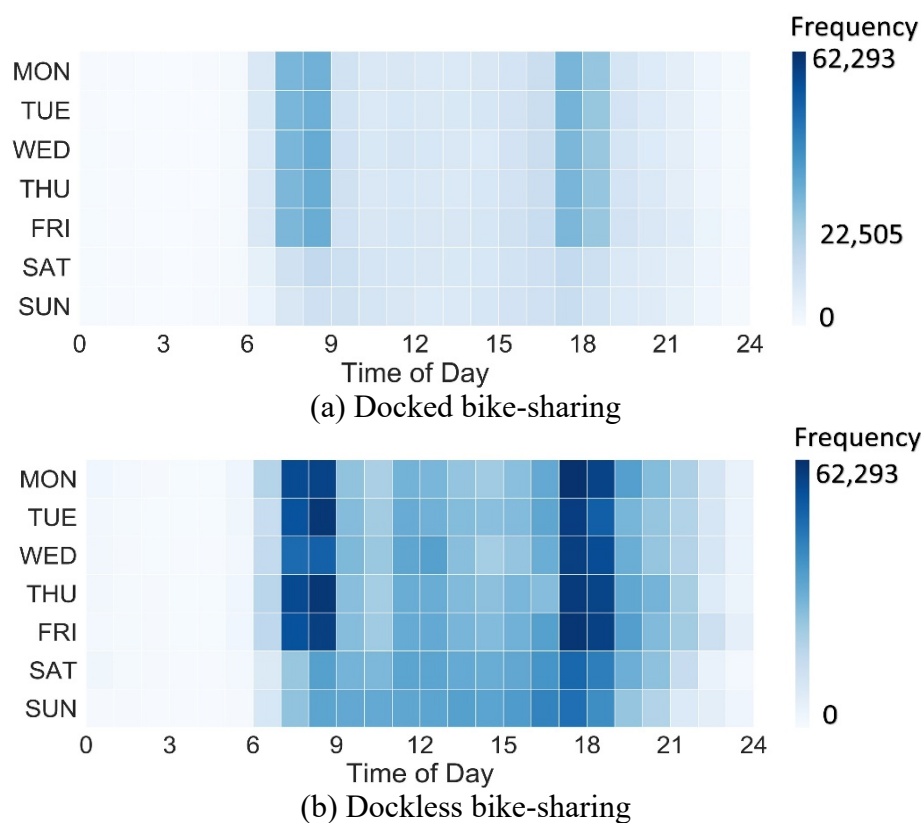 Frequency
62,293
MON
TUE
WED
THU
FRI
22,505
SAT
SUN
0
0 3 6 9 12 15 18 21 24
Time of Day
(a) Docked bike-sharing
Frequency
62,293
MON
TUE
WED
THU
FRI
SAT
SUN
0
0 3 6 9 12 15 18 21 24
Time of Day
(b) Dockless bike-sharing